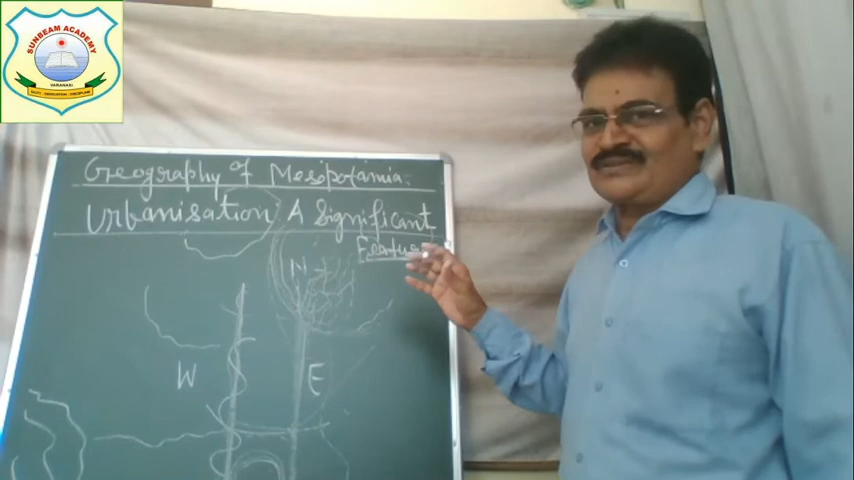 SUNBEAM ACADEMY
VARANASI
Geography of Mesopotamia.
Urbanisation A Significant
Feature
N
W
E